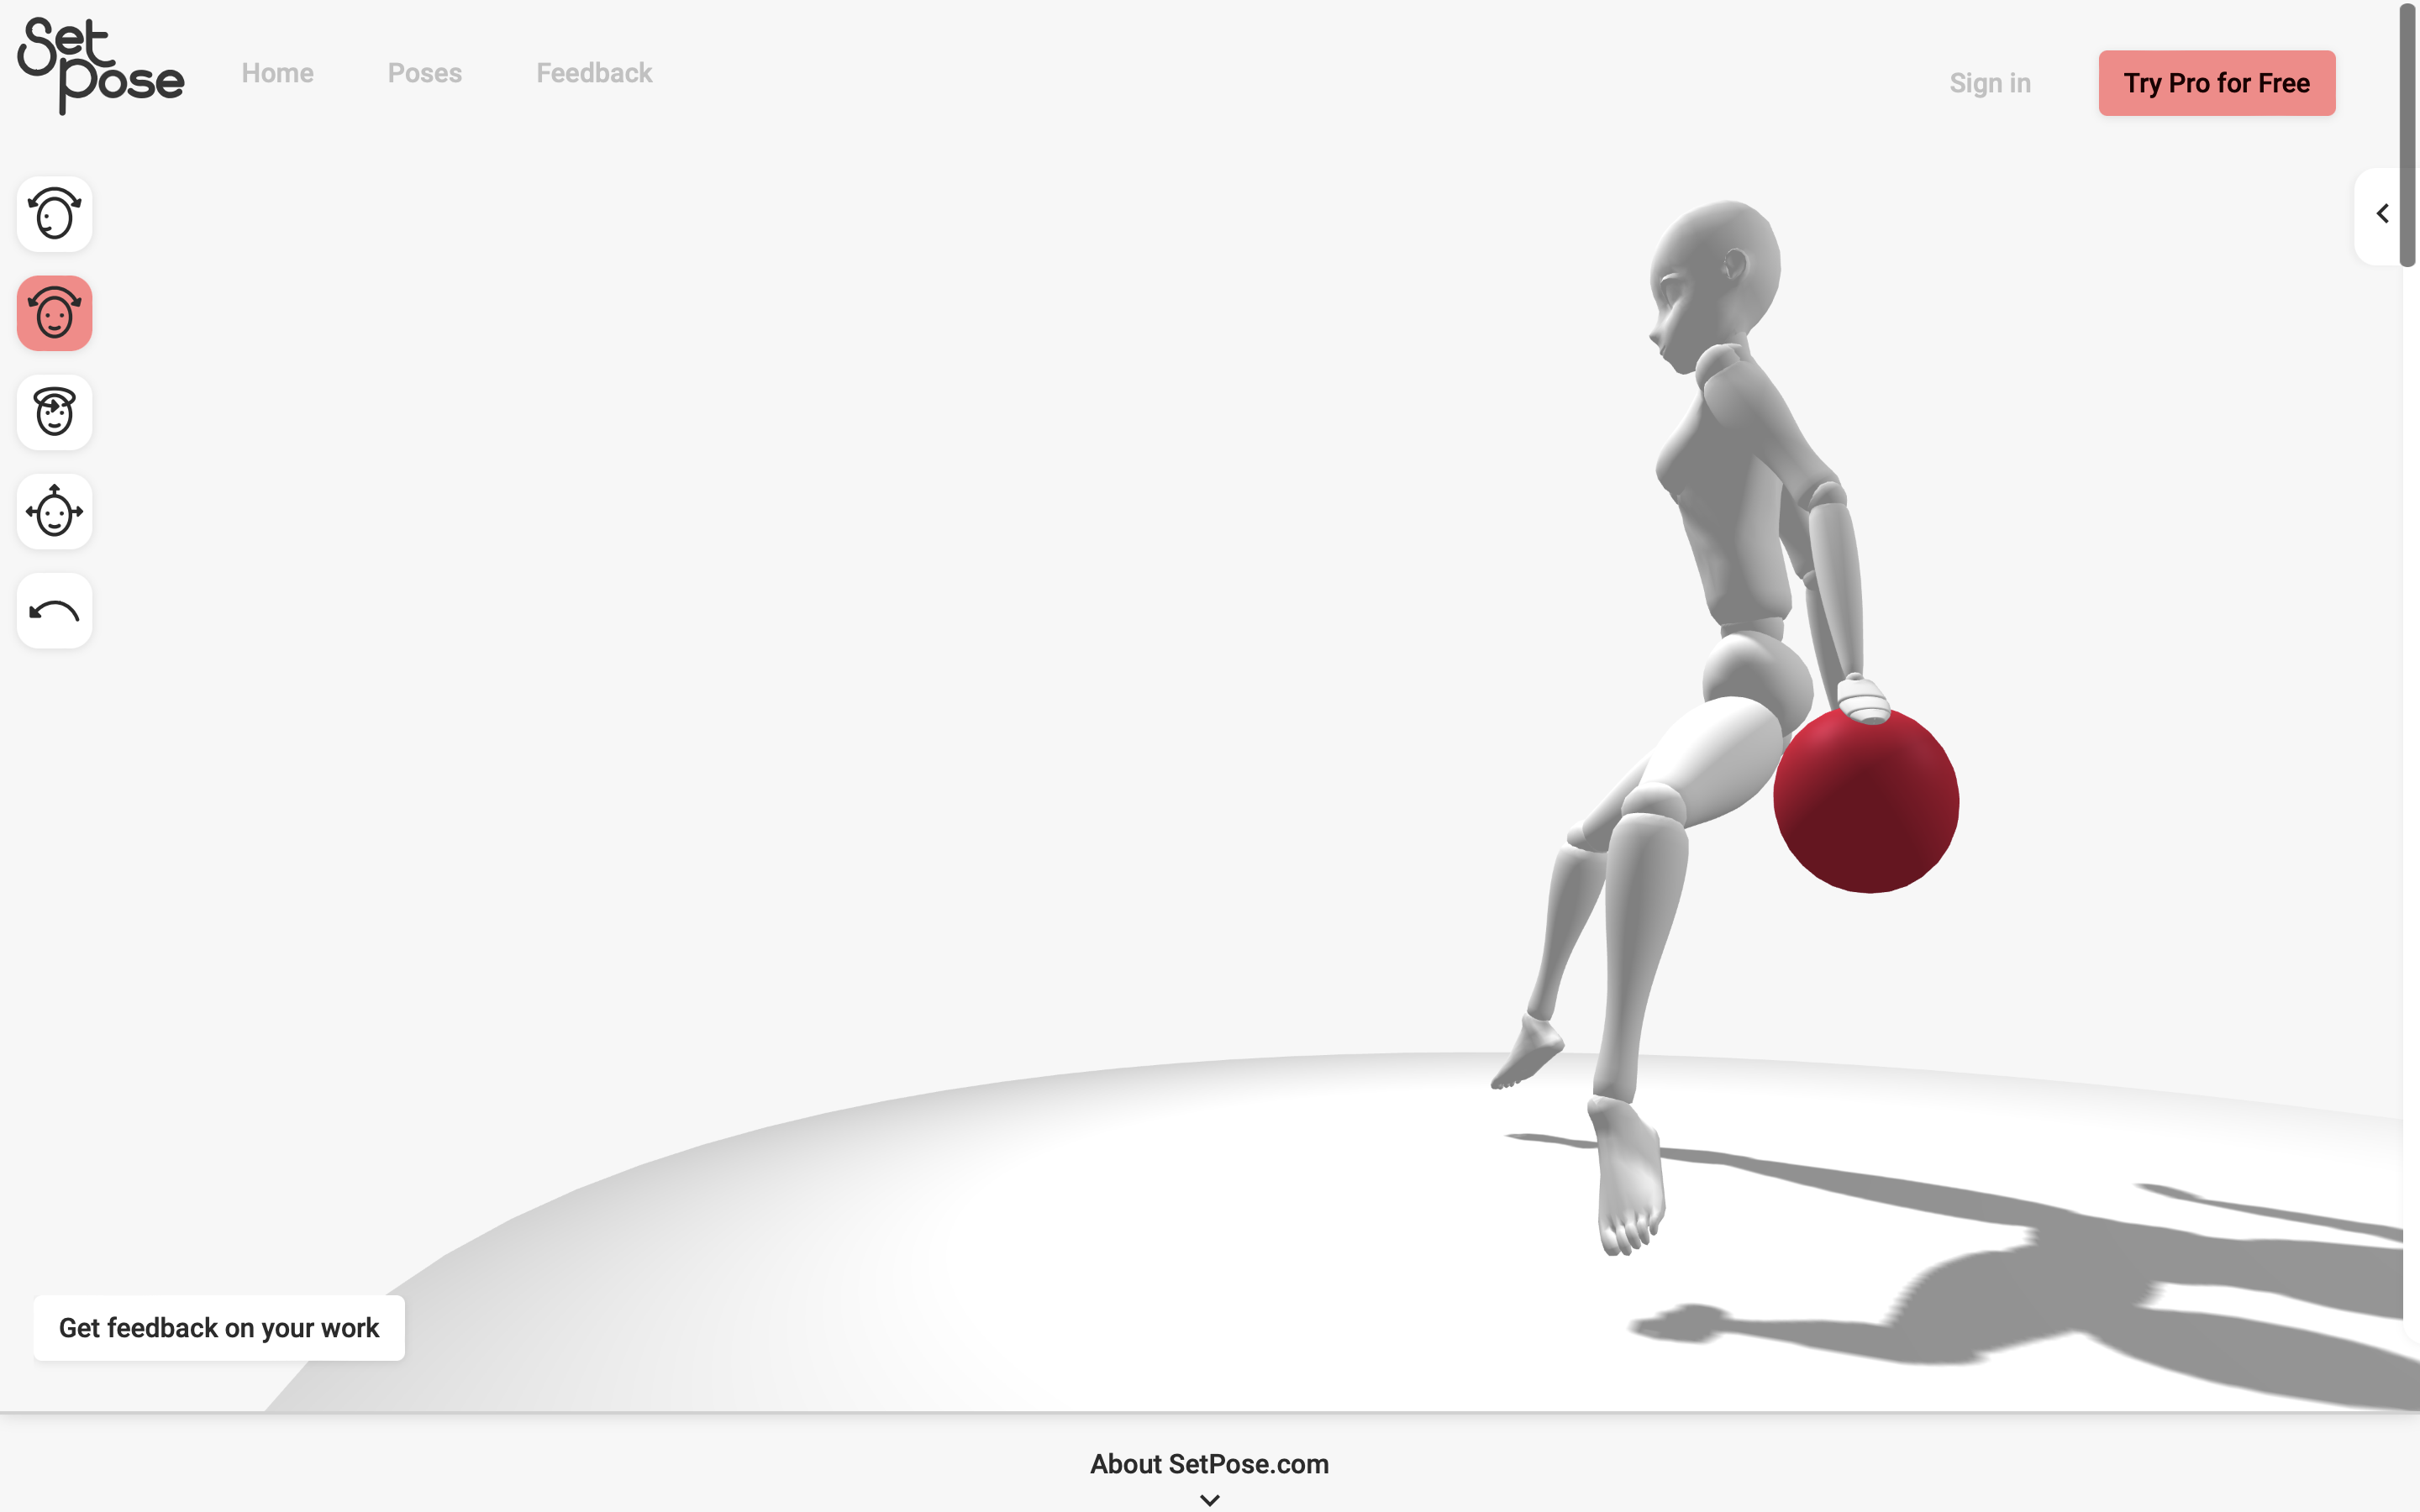 Set
Pose
Home
Poses
Feedback
Sign in
Try Pro for Free
Get feedback on your work
About SetPose.com